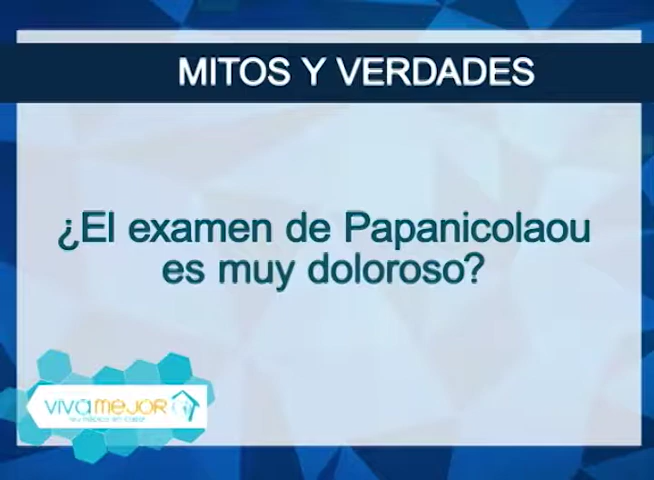 MITOS Y VERDADES
¿El examen de Papanicolaou
es muy doloroso?
VIVAMEJOR